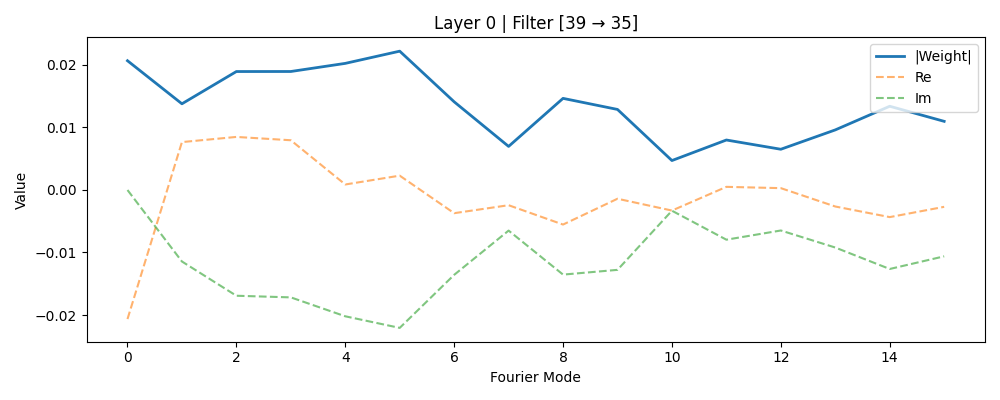 Layer 0 | Filter [39 → 35]
|Weight|
Re
Im
0.02
0.01
0.00
−0.01
−0.02
Value
0 2 4 6 8 10 12 14
Fourier Mode